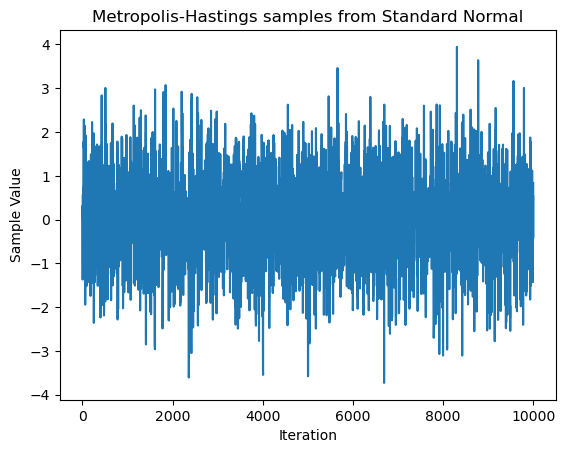 Metropolis-Hastings samples from Standard Normal
4
3
2
1
0
−1
−2
−3
−4
Sample Value
0 2000 4000 6000 8000 10000
Iteration